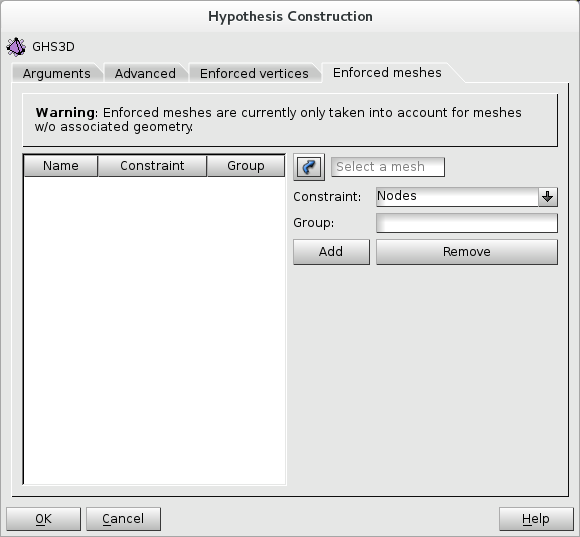 Hypothesis Construction
GHS3D
Arguments Advanced Enforced vertices Enforced meshes
Warning: Enforced meshes are currently only taken into account for meshes
w/o associated geometry.
Name Constraint Group
Select a mesh
Constraint: Nodes
Group:
Add Remove
OK Cancel Help